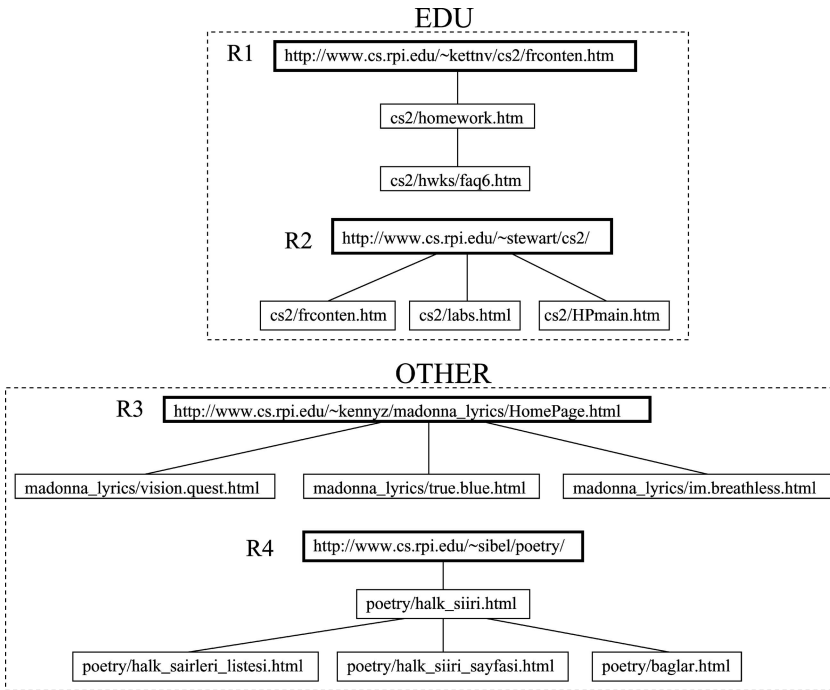 EDU
R1
http://www.cs.rpi.edu/~kettnv/cs2/frconten.htm
cs2/homework.htm
cs2/hwks/faq6.htm
R2
http://www.cs.rpi.edu/~stewart/cs2/
cs2/frconten.htm
cs2/labs.html
cs2/HPmain.htm
OTHER
R3
http://www.cs.rpi.edu/~kennyz/madonna_lyrics/HomePage.html
madonna_lyrics/vision.quest.html
madonna_lyrics/true.blue.html
madonna_lyrics/im.breathless.html
R4
http://www.cs.rpi.edu/~sibel/poetry/
poetry/halk_siiri.html
poetry/halk_sairleri_listesi.html
poetry/halk_siiri_sayfasi.html
poetry/baglar.html